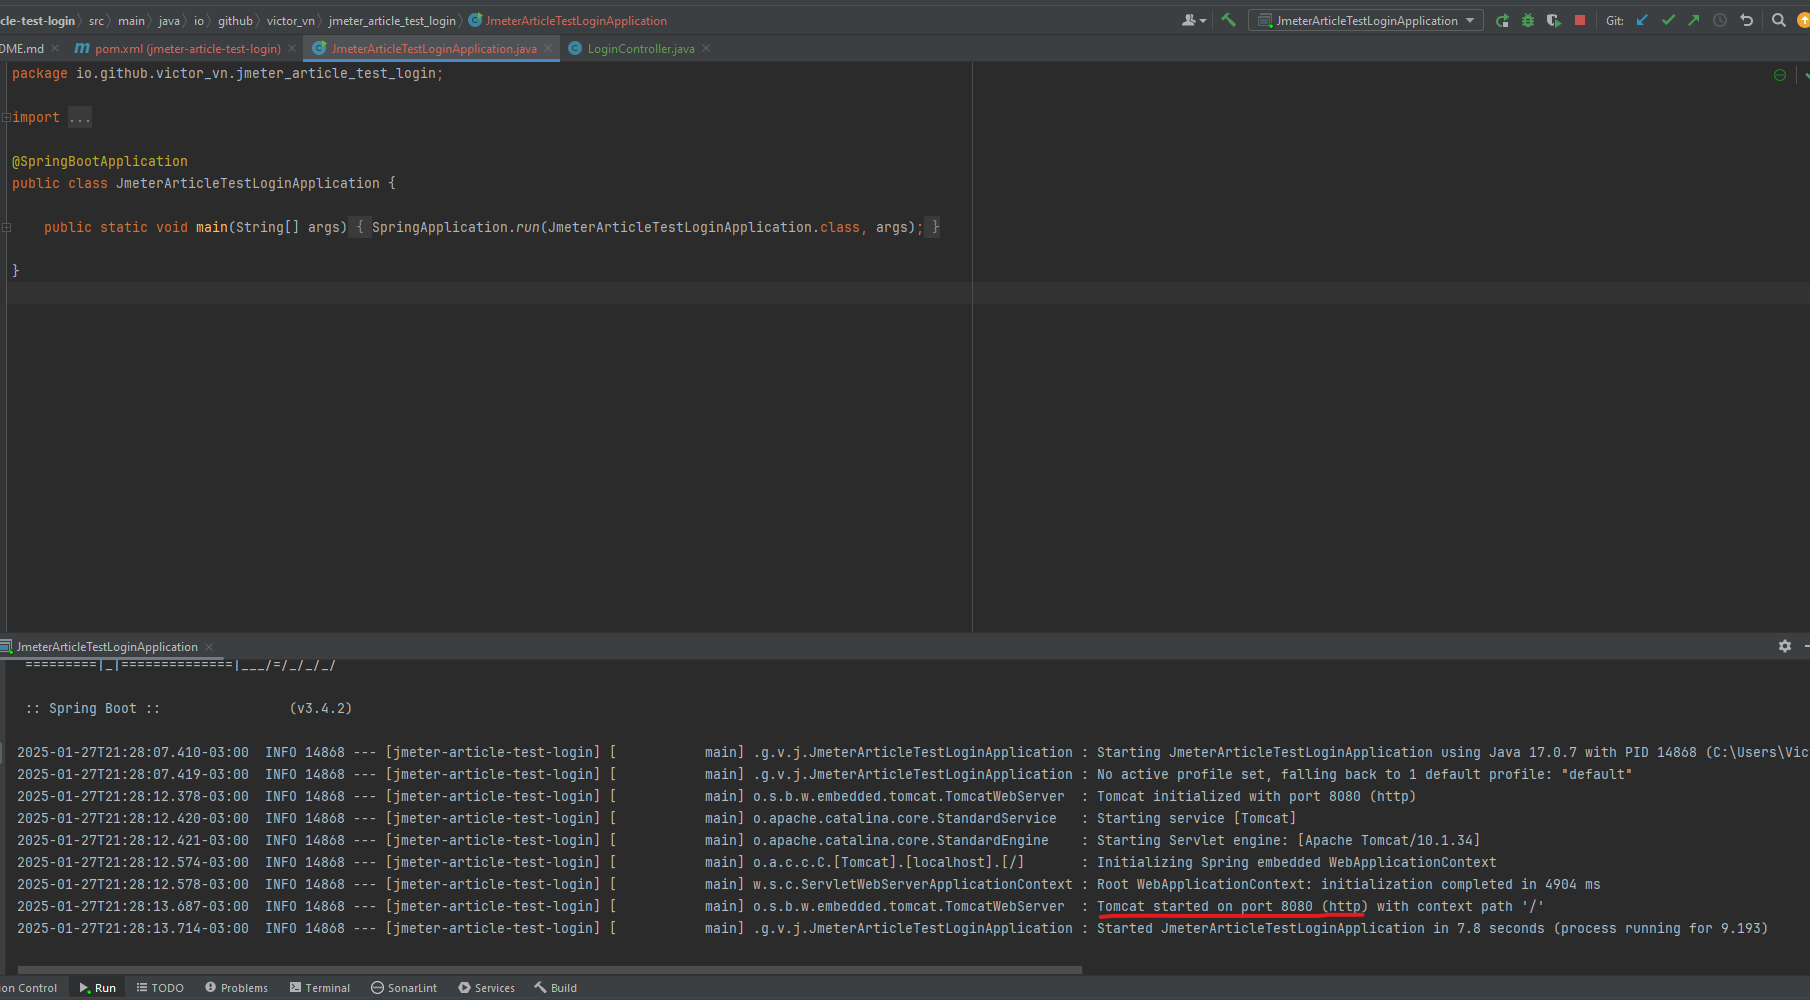 cle-test-login  src  main  java  io  github  victor_vn  jmeter_article_test_login  JmeterArticleTestLoginApplication  JmeterArticleTestLoginApplication  Git:
DME.md  pom.xml (jmeter-article-test-login)  JmeterArticleTestLoginApplication.java  LoginController.java
package io.github.victor_vn.jmeter_article_test_login;
import ...
@SpringBootApplication
public class JmeterArticleTestLoginApplication {
public static void main(String[] args) { SpringApplication.run(JmeterArticleTestLoginApplication.class, args); }
}
JmeterArticleTestLoginApplication
=========|_|==============|___/=/_/_/_/
:: Spring Boot ::                (v3.4.2)
2025-01-27T21:28:07.410-03:00  INFO 14868 --- [jmeter-article-test-login] [           main] .g.v.j.JmeterArticleTestLoginApplication : Starting JmeterArticleTestLoginApplication using Java 17.0.7 with PID 14868 (C:\Users\Vic
2025-01-27T21:28:07.419-03:00  INFO 14868 --- [jmeter-article-test-login] [           main] .g.v.j.JmeterArticleTestLoginApplication : No active profile set, falling back to 1 default profile: "default"
2025-01-27T21:28:12.378-03:00  INFO 14868 --- [jmeter-article-test-login] [           main] o.s.b.w.embedded.tomcat.TomcatWebServer  : Tomcat initialized with port 8080 (http)
2025-01-27T21:28:12.420-03:00  INFO 14868 --- [jmeter-article-test-login] [           main] o.apache.catalina.core.StandardService   : Starting service [Tomcat]
2025-01-27T21:28:12.421-03:00  INFO 14868 --- [jmeter-article-test-login] [           main] o.apache.catalina.core.StandardEngine    : Starting Servlet engine: [Apache Tomcat/10.1.34]
2025-01-27T21:28:12.574-03:00  INFO 14868 --- [jmeter-article-test-login] [           main] o.a.c.c.C.[Tomcat].[localhost].[/]       : Initializing Spring embedded WebApplicationContext
2025-01-27T21:28:12.578-03:00  INFO 14868 --- [jmeter-article-test-login] [           main] w.s.c.ServletWebServerApplicationContext : Root WebApplicationContext: initialization completed in 4904 ms
2025-01-27T21:28:13.687-03:00  INFO 14868 --- [jmeter-article-test-login] [           main] o.s.b.w.embedded.tomcat.TomcatWebServer  : Tomcat started on port 8080 (http) with context path '/'
2025-01-27T21:28:13.714-03:00  INFO 14868 --- [jmeter-article-test-login] [           main] .g.v.j.JmeterArticleTestLoginApplication : Started JmeterArticleTestLoginApplication in 7.8 seconds (process running for 9.193)
on Control  Run  TODO  Problems  Terminal  SonarLint  Services  Build